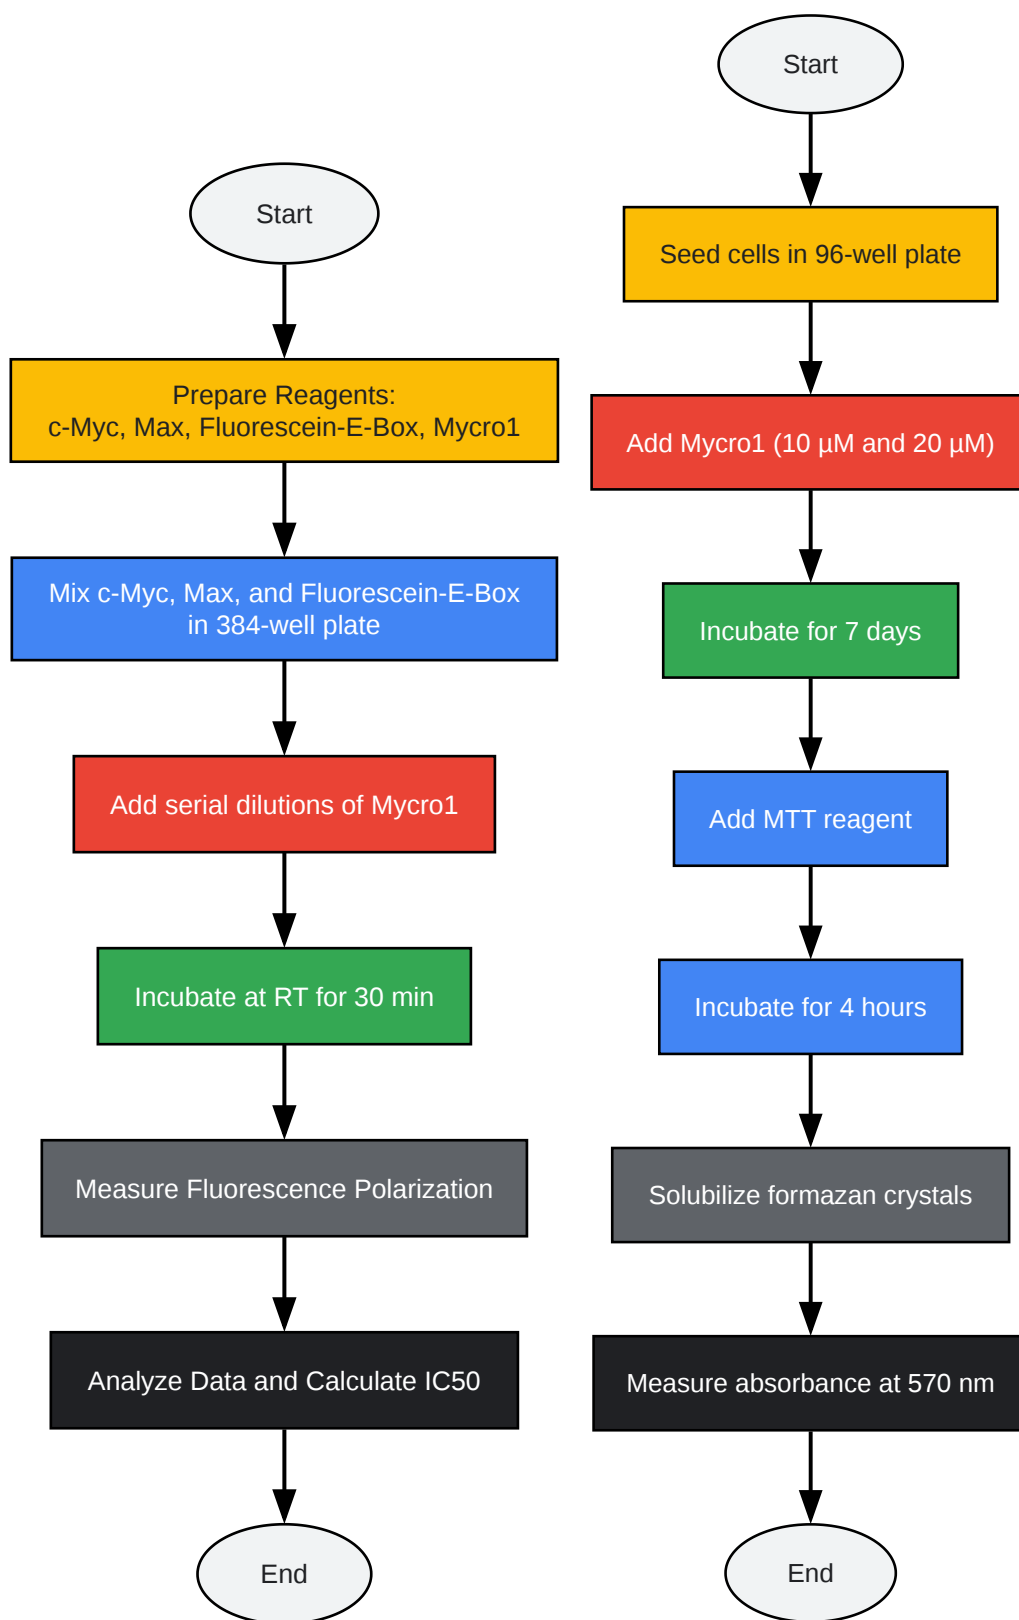 Start
Prepare Reagents:
c-Myc, Max, Fluorescein-E-Box, Mycro1
Mix c-Myc, Max, and Fluorescein-E-Box
in 384-well plate
Add serial dilutions of Mycro1
Incubate at RT for 30 min
Measure Fluorescence Polarization
Analyze Data and Calculate IC50
End
Start
Seed cells in 96-well plate
Add Mycro1 (10 µM and 20 µM)
Incubate for 7 days
Add MTT reagent
Incubate for 4 hours
Solubilize formazan crystals
Measure absorbance at 570 nm
End